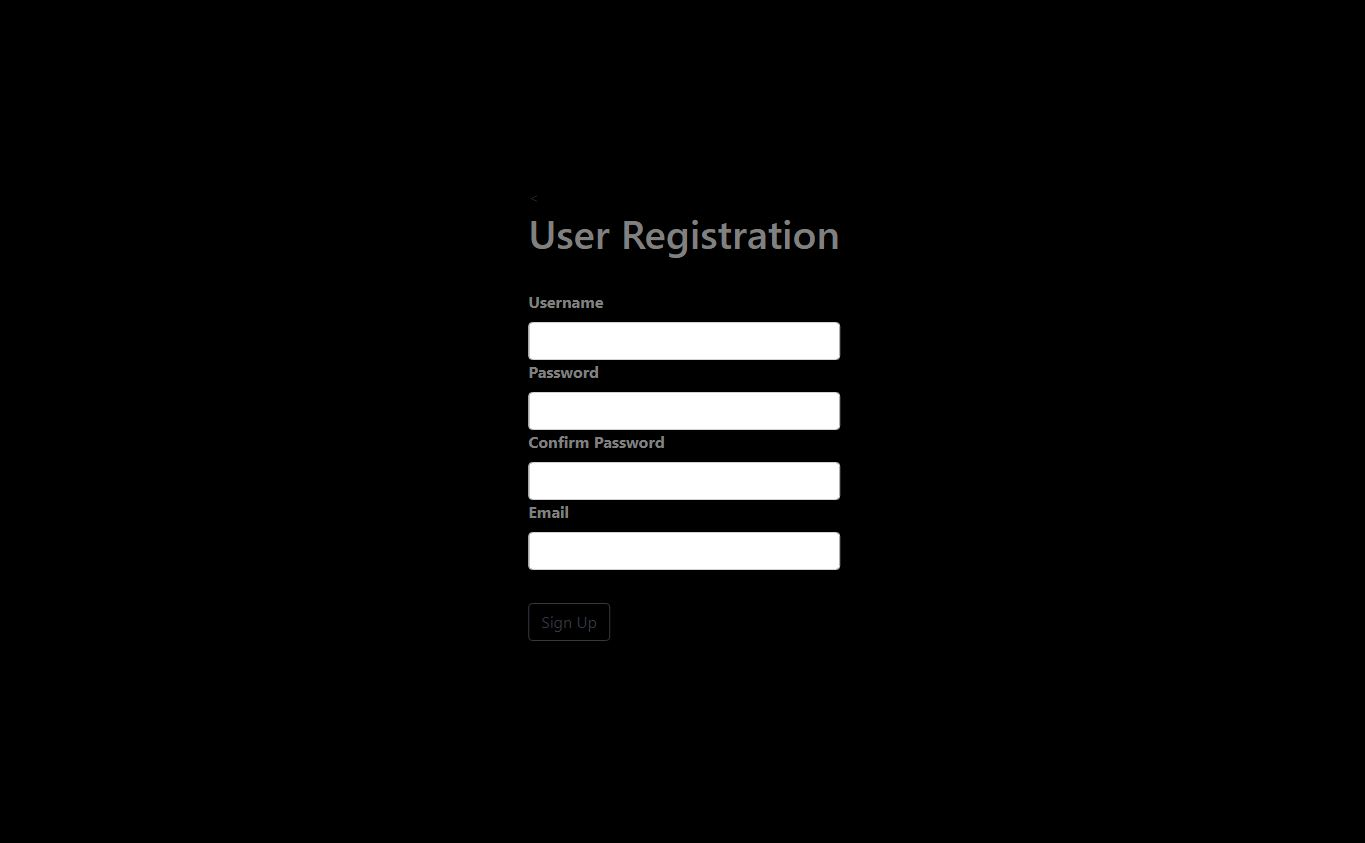 <
User Registration
Username
Password
Confirm Password
Email
Sign Up